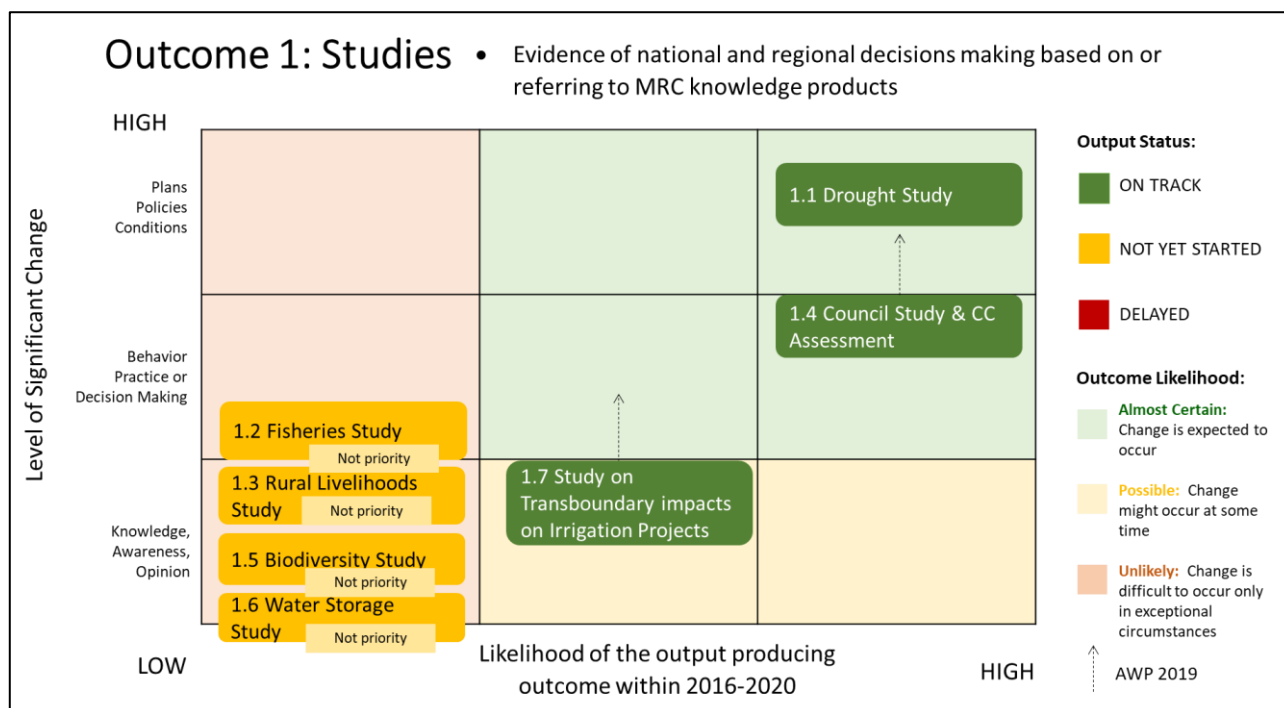 Outcome 1: Studies
• Evidence of national and regional decisions making based on or
referring to MRC knowledge products
HIGH
Level of Significant Change
Plans
Policies
Conditions
Behavior
Practice or
Decision Making
Knowledge,
Awareness,
Opinion
1.1 Drought Study
1.4 Council Study & CC
Assessment
1.2 Fisheries Study
Not priority
1.3 Rural Livelihoods
Study
Not priority
1.5 Biodiversity Study
Not priority
1.6 Water Storage
Study
Not priority
1.7 Study on
Transboundary impacts
on Irrigation Projects
LOW
Likelihood of the output producing
outcome within 2016-2020
HIGH
Output Status:
ON TRACK
NOT YET STARTED
DELAYED
Outcome Likelihood:
Almost Certain:
Change is expected to
occur
Possible: Change
might occur at some
time
Unlikely: Change is
difficult to occur only
in exceptional
circumstances
AWP 2019